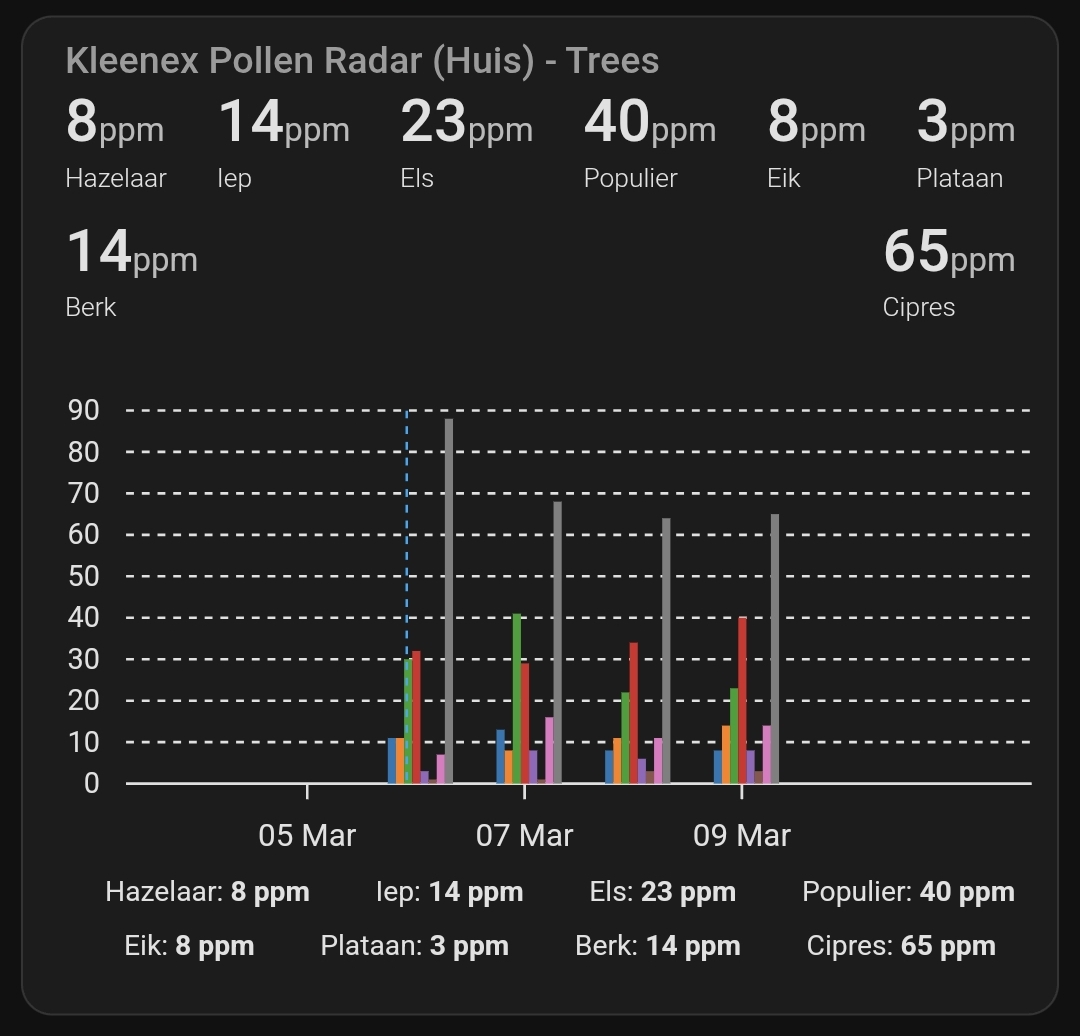 Kleenex Pollen Radar (Huis) - Trees
8ppm 14ppm 23ppm 40ppm 8ppm 3ppm
Hazelaar Iep Els Populier Eik Plataan
14ppm 65ppm
Berk Cipres
90
80
70
60
50
40
30
20
10
0
05 Mar 07 Mar 09 Mar
Hazelaar: 8 ppm Iep: 14 ppm Els: 23 ppm Populier: 40 ppm
Eik: 8 ppm Plataan: 3 ppm Berk: 14 ppm Cipres: 65 ppm